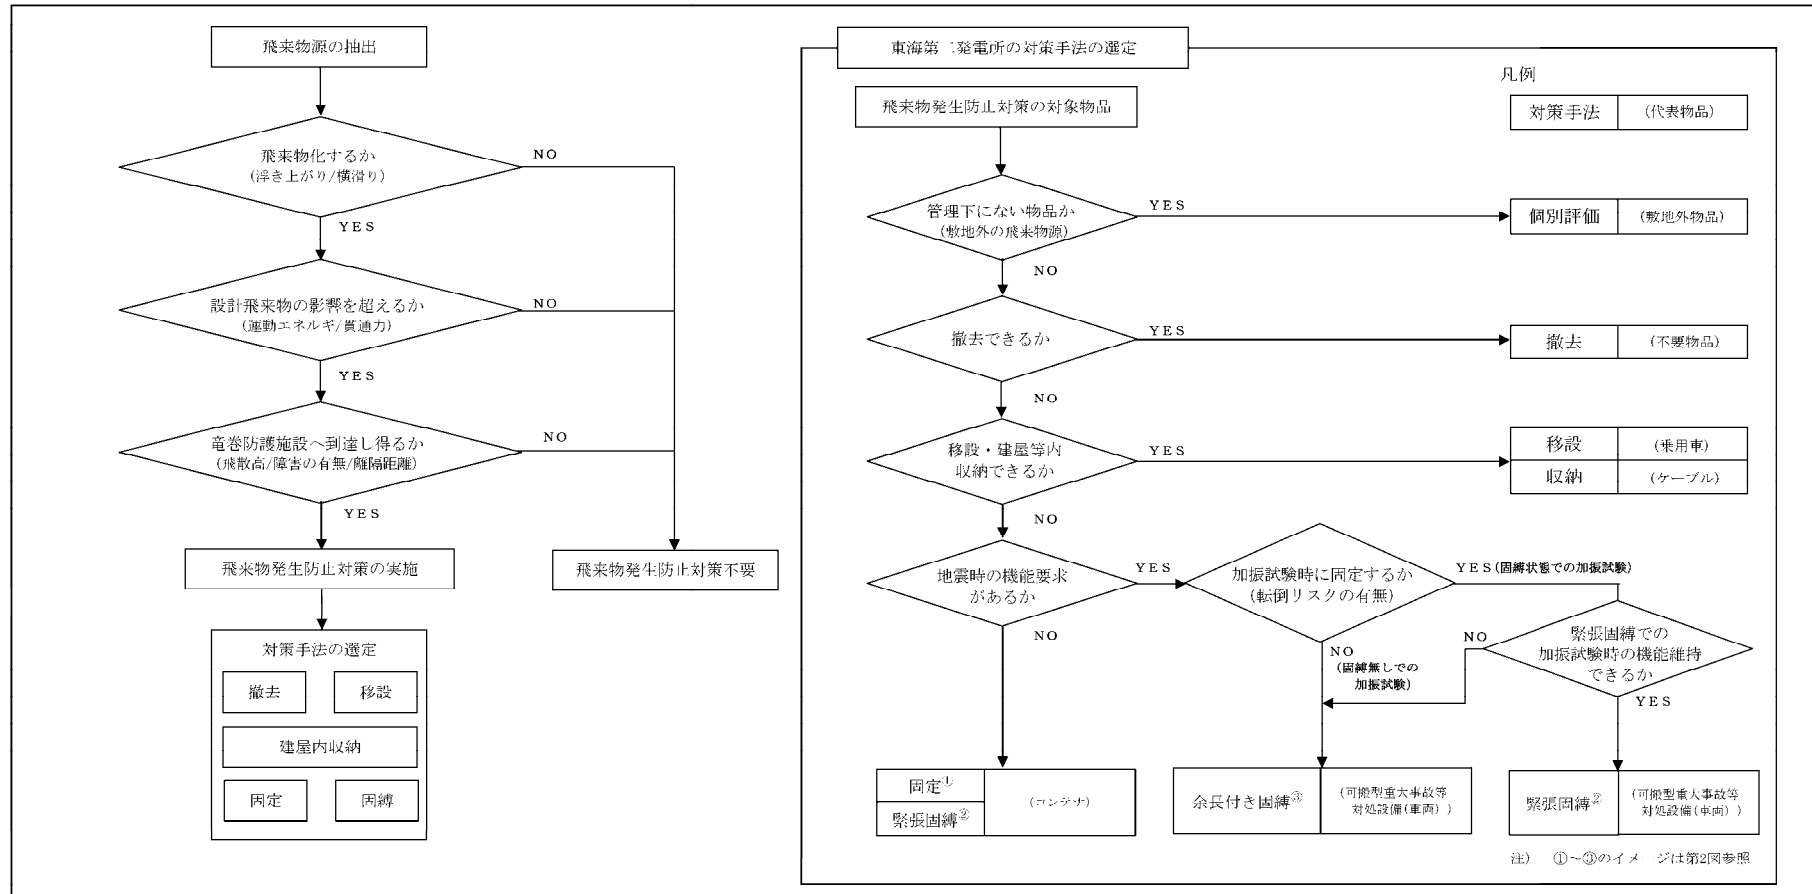 飛来物源の抽出
飛来物化するか
(浮き上がり/横滑り)
NO
YES
設計飛来物の影響を超えるか
(運動エネルギ/貫通力)
NO
YES
竜巻防護施設へ到達し得るか
(飛散高/障害の有無/離隔距離)
NO
YES
飛来物発生防止対策の実施
飛来物発生防止対策不要
対策手法の選定
撤去
移設
建屋内収納
固定
固縛
東海第二発電所の対策手法の選定
凡例
対策手法
(代表物品)
飛来物発生防止対策の対象物品
管理下にない物品か
(敷地外の飛来物源)
YES
個別評価
(敷地外物品)
NO
撤去できるか
YES
撤去
(不要物品)
NO
移設・建屋等内
収納できるか
YES
移設
(乗用車)
収納
(ケーブル)
NO
地震時の機能要求
があるか
YES
加振試験時に固定するか
(転倒リスクの有無)
YES(固縛状態での加振試験)
NO
NO
(固縛無しでの
加振試験)
NO
緊張固縛での
加振試験時の機能維持
できるか
YES
固定①
緊張固縛②
(コンテナ)
余長付き固縛③
(可搬型重大事故等
対処設備(車両))
緊張固縛②
(可搬型重大事故等
対処設備(車両))
注) ①~③のイメージは第2図参照